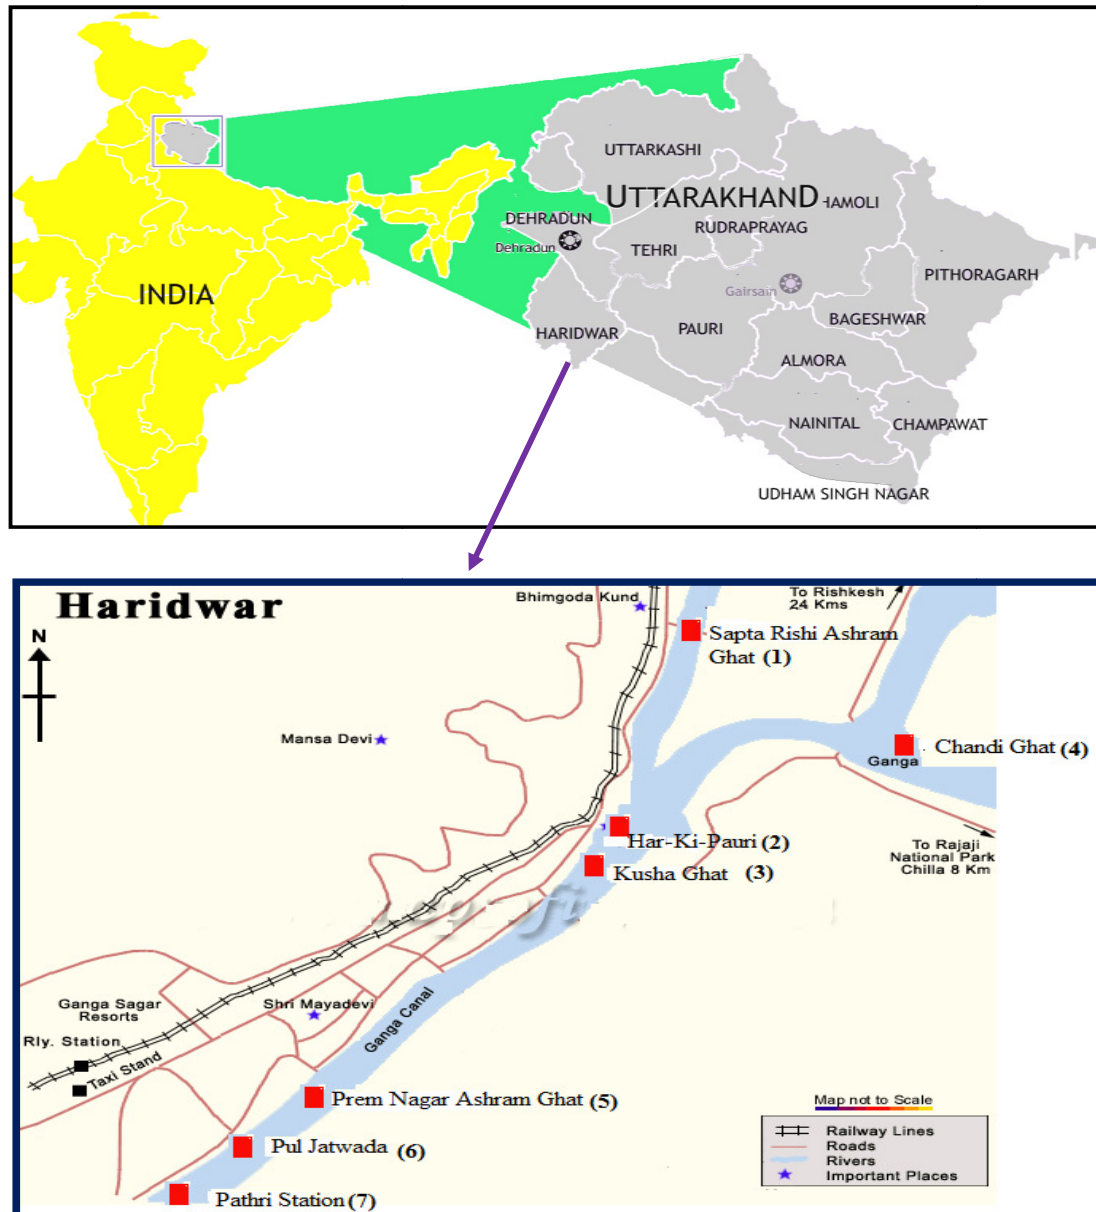 UTTARKASHI
UTTARAKHAND
HAMOLI
DEHRADUN
RUDRAPRAYAG
Dehradun
TEHRI
PITHORAGARH
INDIA
Gairsain
HARIDWAR
PAURI
BAGESHWAR
ALMORA
NAINITAL
CHAMPAWAT
UDHAM SINGH NAGAR
Haridwar
Bhimgoda Kund
To Rishkesh
24 Kms
N
Sapta Rishi Ashram
Ghat (1)
Mansa Devi
Chandi Ghat (4)
Ganga
Har-Ki-Pauri (2)
To Rajaji
National Park
Chilla 8 Km
Kusha Ghat (3)
Ganga Sagar
Resorts
Shri Mayadevi
Ganga Canal
Rly. Station
Taxi Stand
Prem Nagar Ashram Ghat (5)
Map not to Scale
Pul Jatwada (6)
Railway Lines
Roads
Rivers
Important Places
Pathri Station (7)